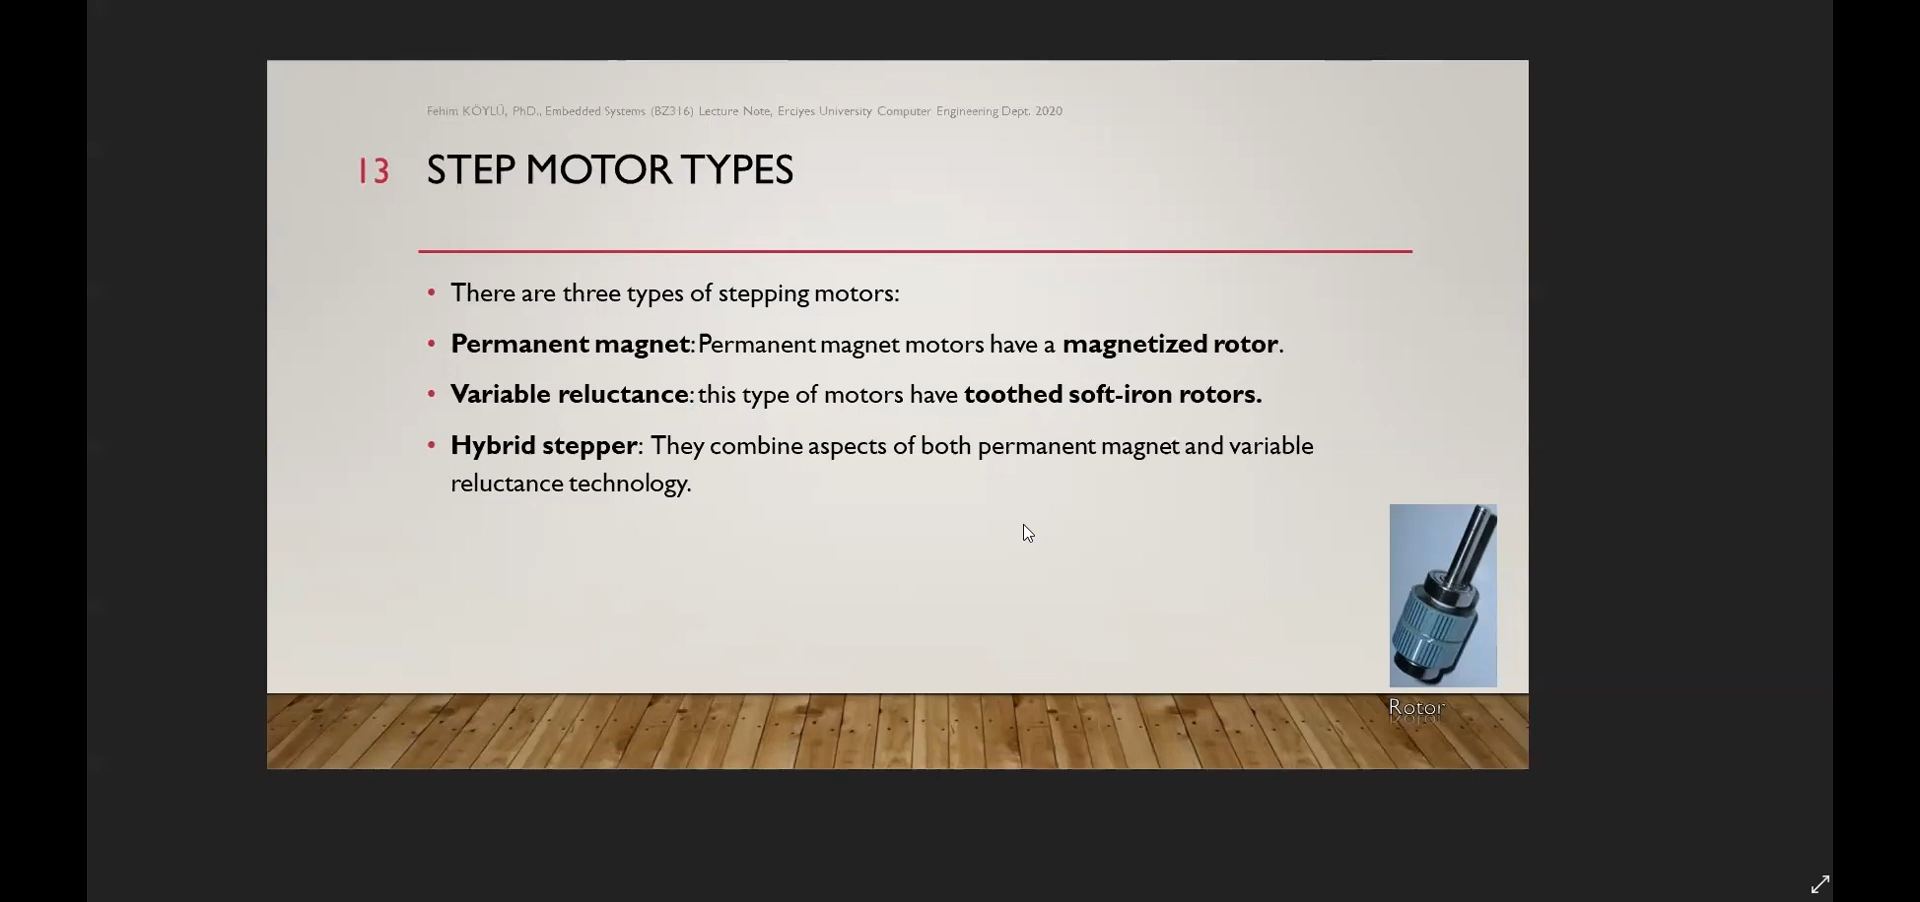 Fehim KÖYLÜ, PhD., Embedded Systems (BZ316) Lecture Note, Erciyes University Computer Engineering Dept. 2020
13 STEP MOTOR TYPES
• There are three types of stepping motors:
• Permanent magnet: Permanent magnet motors have a magnetized rotor.
• Variable reluctance: this type of motors have toothed soft-iron rotors.
• Hybrid stepper: They combine aspects of both permanent magnet and variable
reluctance technology.
Rotor